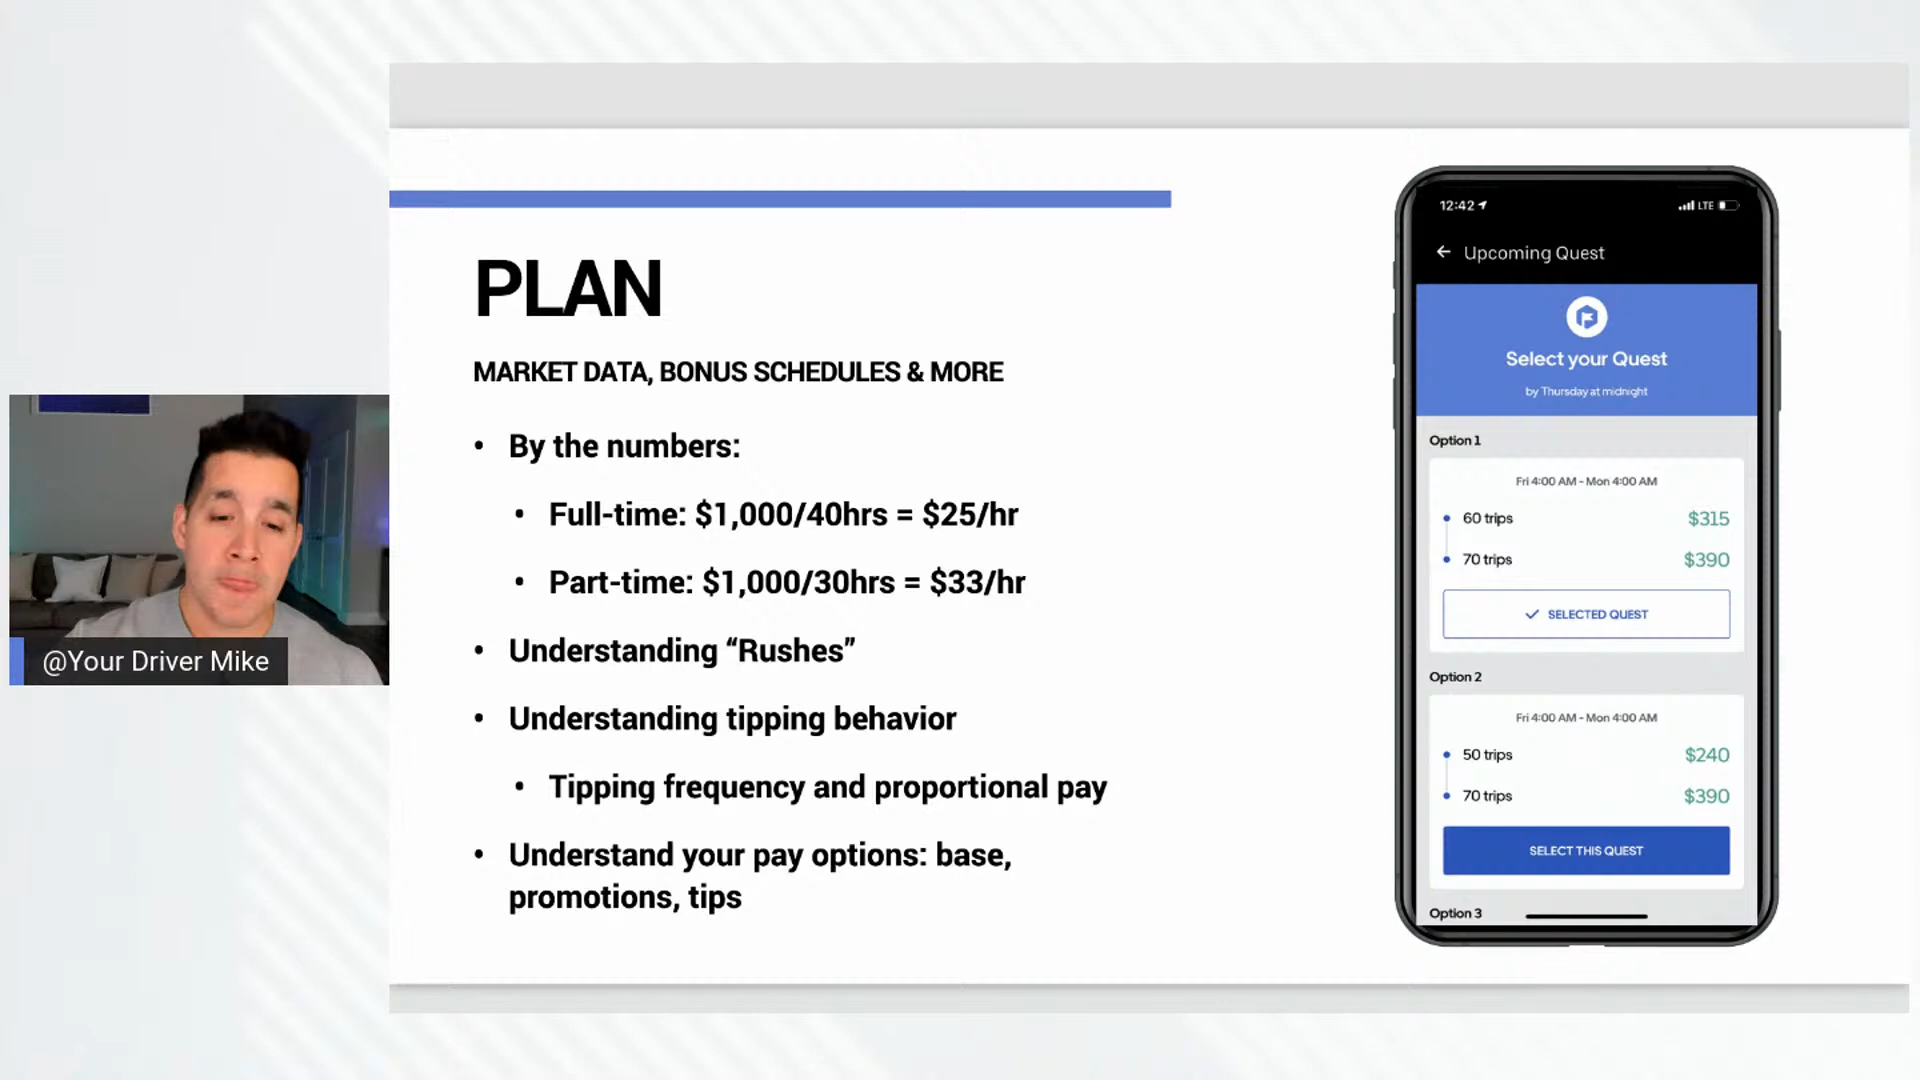 PLAN
MARKET DATA, BONUS SCHEDULES & MORE
• By the numbers:
• Full-time: $1,000/40hrs = $25/hr
• Part-time: $1,000/30hrs = $33/hr
• Understanding “Rushes”
• Understanding tipping behavior
• Tipping frequency and proportional pay
• Understand your pay options: base,
promotions, tips
@Your Driver Mike
12:42
LTE
Upcoming Quest
Select your Quest
by Thursday at midnight
Option 1
Fri 4:00 AM - Mon 4:00 AM
60 trips $315
70 trips $390
SELECTED QUEST
Option 2
Fri 4:00 AM - Mon 4:00 AM
50 trips $240
70 trips $390
SELECT THIS QUEST
Option 3